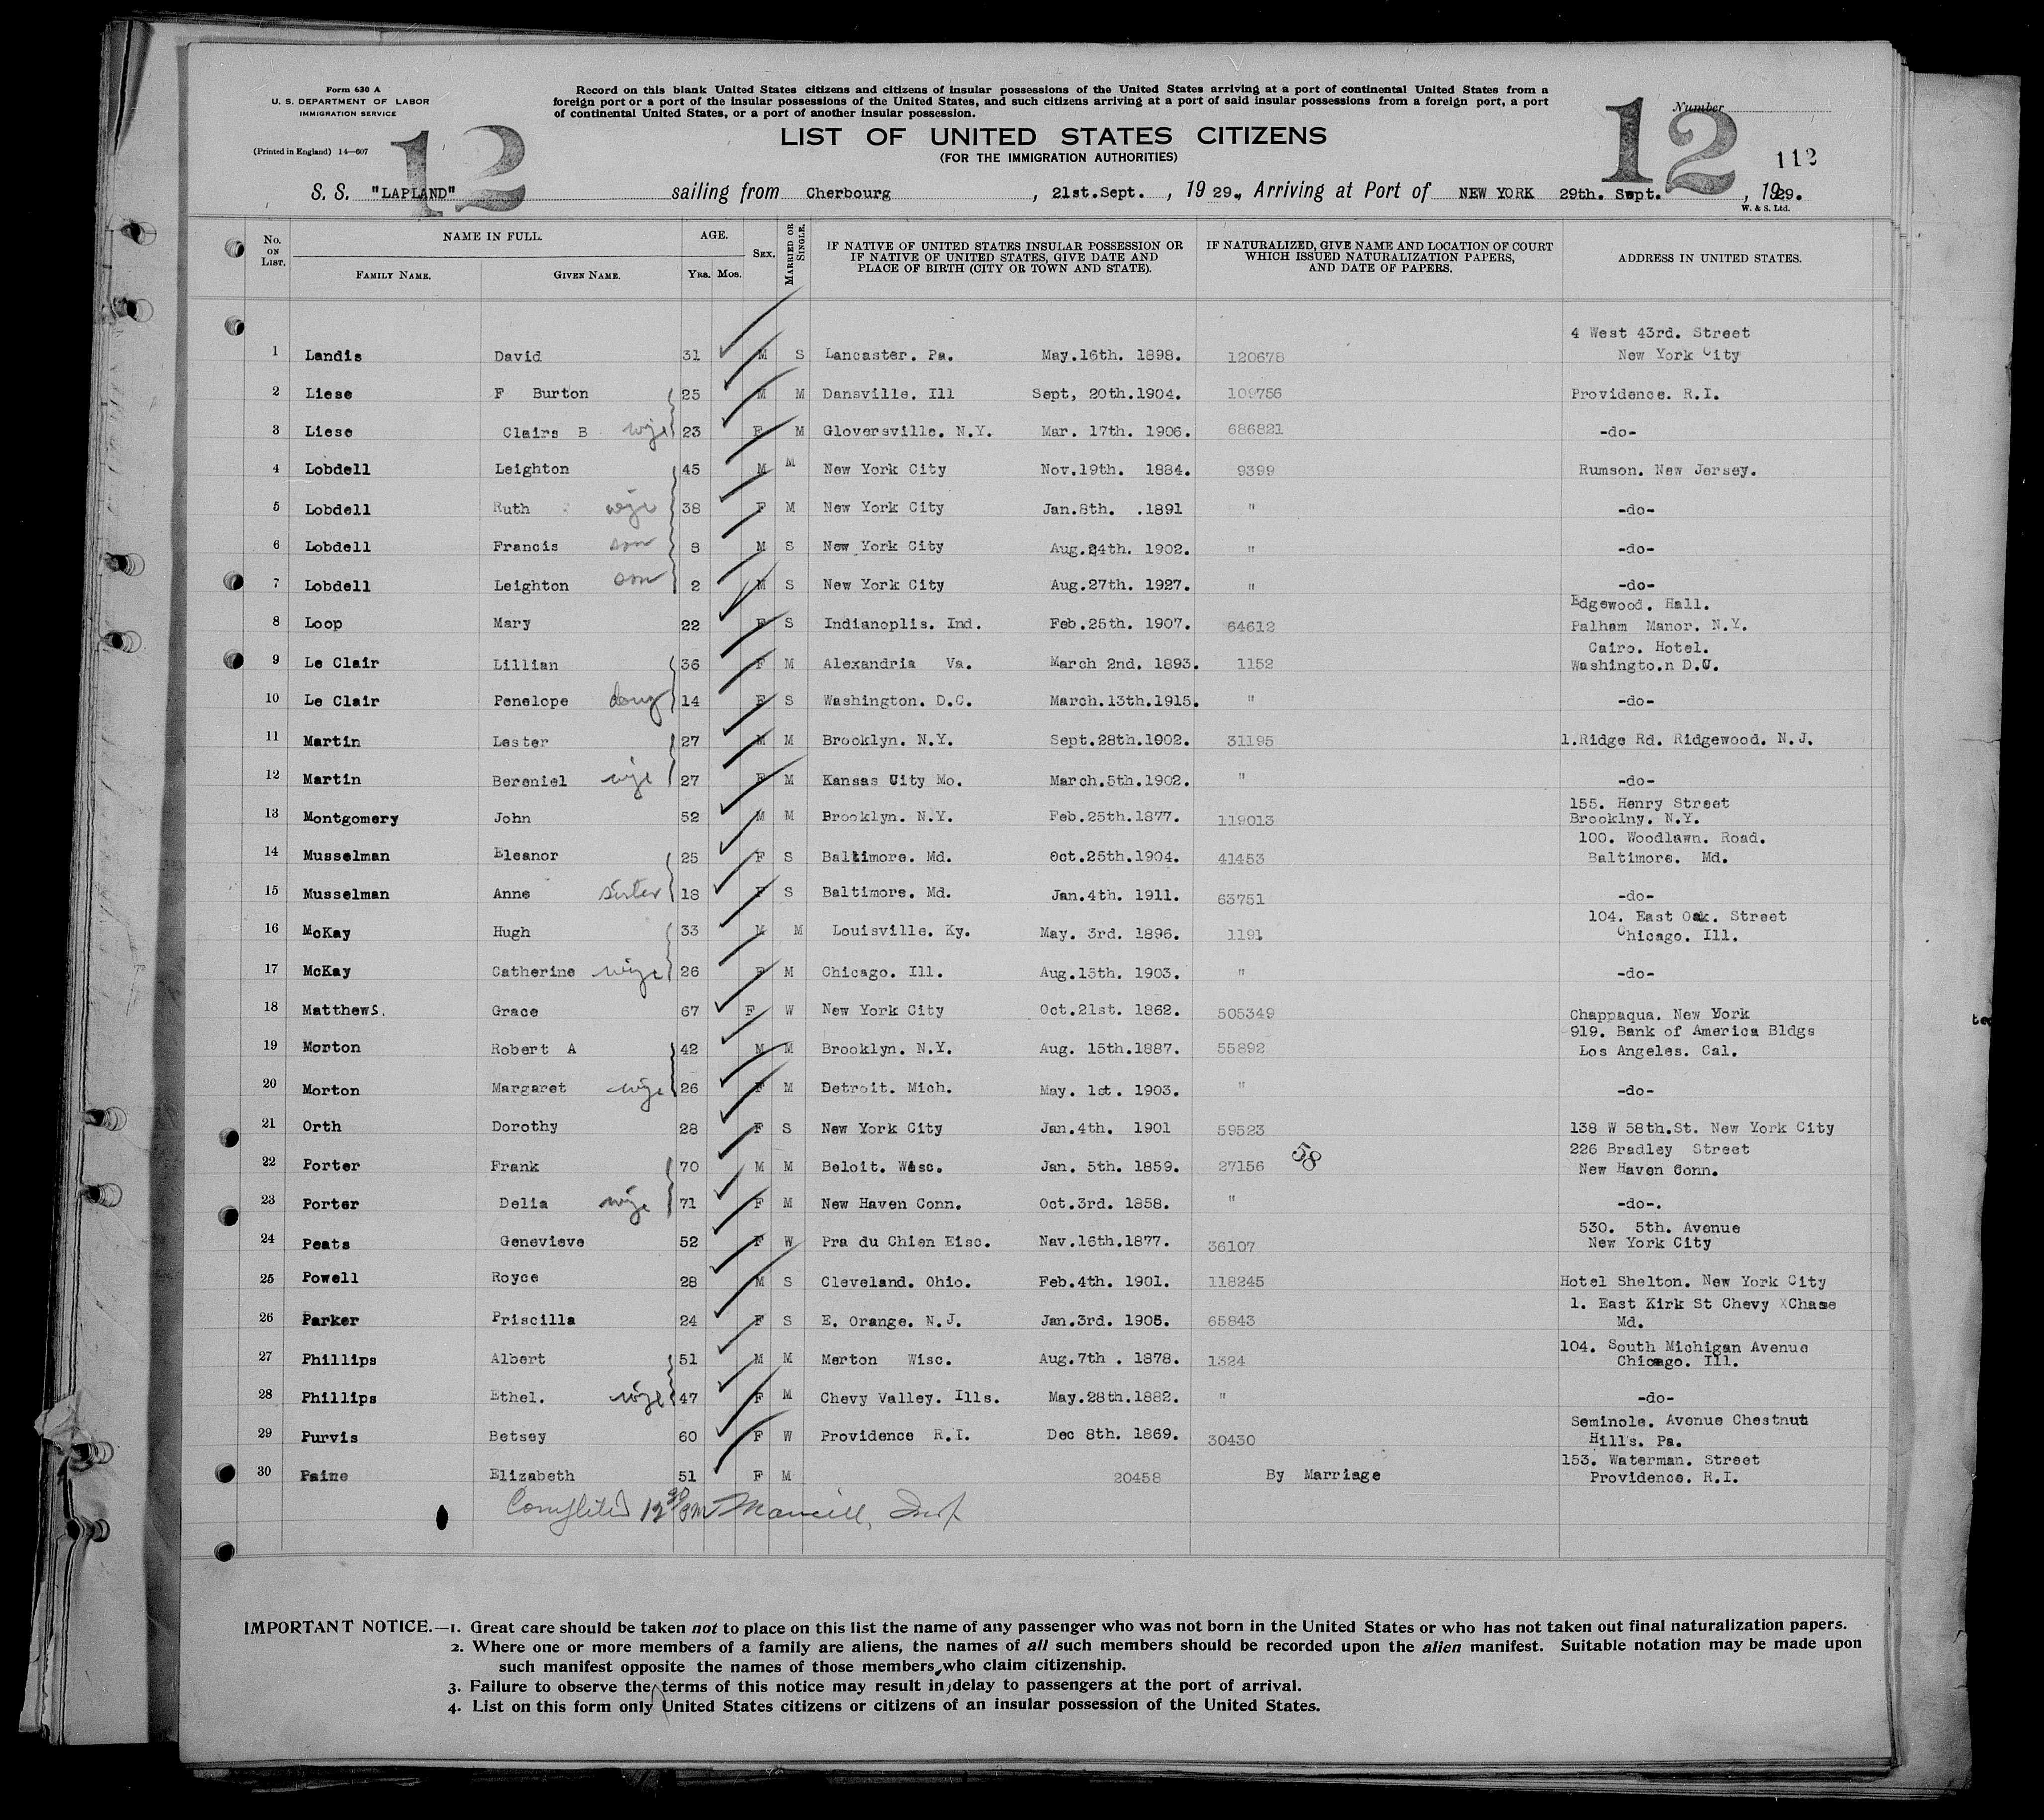 Form 630 A
U. S. DEPARTMENT OF LABOR
IMMIGRATION SERVICE
(Printed in England) 14—607
12
Record on this blank United States citizens and citizens of insular possessions of the United States arriving at a port of continental United States from a
foreign port or a port of the insular possessions of the United States, and such citizens arriving at a port of said insular possessions from a foreign port, a port
of continental United States, or a port of another insular possession.
LIST OF UNITED STATES CITIZENS
(FOR THE IMMIGRATION AUTHORITIES)
Number
12
112
S. S. "LAPLAND" sailing from Cherbourg , 21st.Sept. , 19 29., Arriving at Port of NEW YORK 29th. Sept. , 1929.
W. & S. Ltd.
No. ON LIST. NAME IN FULL. AGE. SEX. MARRIED OR SINGLE. IF NATIVE OF UNITED STATES INSULAR POSSESSION OR IF NATIVE OF UNITED STATES, GIVE DATE AND PLACE OF BIRTH (CITY OR TOWN AND STATE). IF NATURALIZED, GIVE NAME AND LOCATION OF COURT WHICH ISSUED NATURALIZATION PAPERS, AND DATE OF PAPERS. ADDRESS IN UNITED STATES.
FAMILY NAME. GIVEN NAME. YRS. MOS.
1 Landis David 31 M S Lancaster. Pa. May.16th. 1898. 120678 4 West 43rd. Street New York City
2 Liese F Burton 25 M M Dansville. Ill Sept, 20th.1904. 109756 Providence. R.I.
3 Liese Clairs B wife 23 F M Gloversville. N.Y. Mar. 17th. 1906. 686821 -do-
4 Lobdell Leighton 45 M M New York City Nov.19th. 1884. 9399 Rumson. New Jersey.
5 Lobdell Ruth wife 38 F M New York City Jan.8th. .1891 " -do-
6 Lobdell Francis son 8 M S New York City Aug.24th. 1902. " -do-
7 Lobdell Leighton son 2 M S New York City Aug.27th. 1927. " -do-
8 Loop Mary 22 F S Indianoplis. Ind. Feb.25th. 1907. 64612 Edgewood. Hall. Palham Manor. N.Y.
9 Le Clair Lillian 36 F M Alexandria Va. March 2nd. 1893. 1152 Cairo. Hotel. Washingto.n D.C.
10 Le Clair Penelope daug 14 F S Washington. D.C. March.13th.1915. " -do-
11 Martin Lester 27 M M Brooklyn. N.Y. Sept.28th.1902. 31195 1.Ridge Rd. Ridgewood. N.J.
12 Martin Bereniel wife 27 F M Kansas City Mo. March.5th.1902. " -do-
13 Montgomery John 52 M M Brooklyn. N.Y. Feb.25th.1877. 119013 155. Henry Street Brooklny. N.Y.
14 Musselman Eleanor 25 F S Baltimore. Md. Oct.25th.1904. 41453 100. Woodlawn. Road. Baltimore. Md.
15 Musselman Anne sister 18 F S Baltimore. Md. Jan.4th. 1911. 63751 -do-
16 McKay Hugh 33 M M Louisville. Ky. May. 3rd. 1896. 1191 104. East Oak. Street Chicago. Ill.
17 McKay Catherine wife 26 F M Chicago. Ill. Aug.15th. 1903. " -do-
18 Matthews. Grace 67 F W New York City Oct.21st. 1862. 505349 Chappaqua. New York
19 Morton Robert A 42 M M Brooklyn. N.Y. Aug. 15th.1887. 55892 919. Bank of America Bldgs Los Angeles. Cal.
20 Morton Margaret wife 26 F M Detroit. Mich. May. 1st. 1903. " -do-
21 Orth Dorothy 28 F S New York City Jan.4th. 1901 59523 138 W 58th.St. New York City
22 Porter Frank 70 M M Beloit. Wisc. Jan. 5th. 1859. 27156 58 226 Bradley Street New Haven Conn.
23 Porter Delia wife 71 F M New Haven Conn. Oct.3rd. 1858. " -do-.
24 Peats Genevieve 52 F W Pra du Chien Eisc. Nav.16th.1877. 36107 530. 5th. Avenue New York City
25 Powell Royce 28 M S Cleveland. Ohio. Feb.4th. 1901. 118245 Hotel Shelton. New York City
26 Parker Priscilla 24 F S E. Orange. N.J. Jan.3rd. 1905. 65843 1. East Kirk St Chevy XChase Md.
27 Phillips Albert 51 M M Merton Wisc. Aug.7th . 1878. 1324 104. South Michigan Avenue Chicago. Ill.
28 Phillips Ethel. wife 47 F M Chevy Valley. Ills. May.28th.1882. " -do-
29 Purvis Betsey 60 F W Providence R.I. Dec 8th. 1869. 30430 Seminole. Avenue Chestnut Hills. Pa.
30 Paine Elizabeth 51 F M 20458 By Marriage 153. Waterman. Street Providence. R.I.
Completed 12 30 PM Insp
IMPORTANT NOTICE.—1. Great care should be taken not to place on this list the name of any passenger who was not born in the United States or who has not taken out final naturalization papers.
2. Where one or more members of a family are aliens, the names of all such members should be recorded upon the alien manifest. Suitable notation may be made upon
such manifest opposite the names of those members who claim citizenship.
3. Failure to observe the terms of this notice may result in delay to passengers at the port of arrival.
4. List on this form only United States citizens or citizens of an insular possession of the United States.